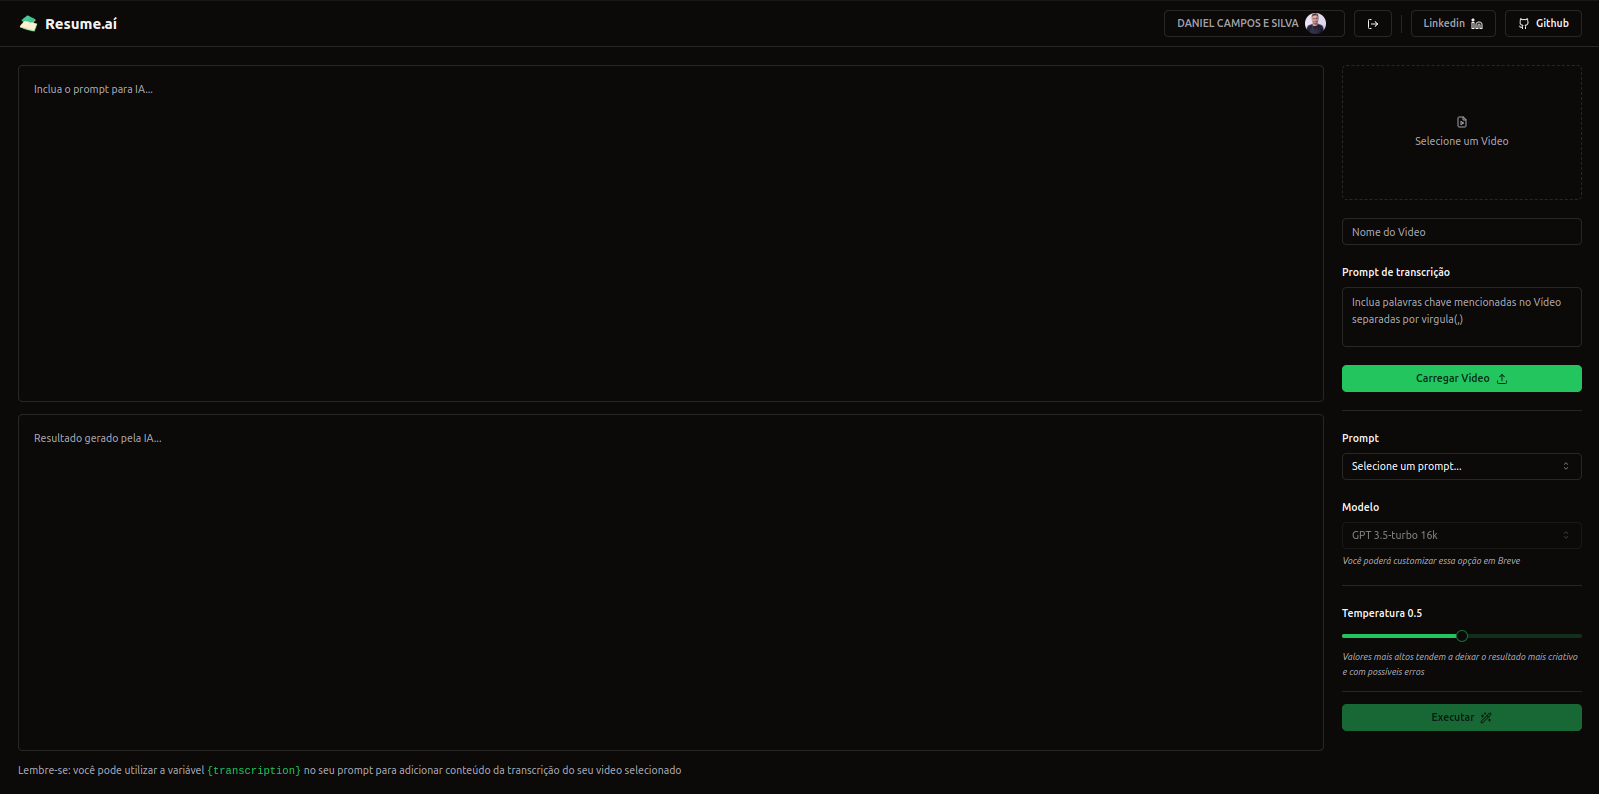 Resume.aí
DANIEL CAMPOS E SILVA
Linkedin
Github
Inclua o prompt para IA...
Resultado gerado pela IA...
Lembre-se: você pode utilizar a variável {transcription} no seu prompt para adicionar conteúdo da transcrição do seu video selecionado
Selecione um Video
Nome do Video
Prompt de transcrição
Inclua palavras chave mencionadas no Vídeo
separadas por virgula(,)
Carregar Video
Prompt
Selecione um prompt...
Modelo
GPT 3.5-turbo 16k
Você poderá customizar essa opção em Breve
Temperatura 0.5
Valores mais altos tendem a deixar o resultado mais criativo
e com possíveis erros
Executar